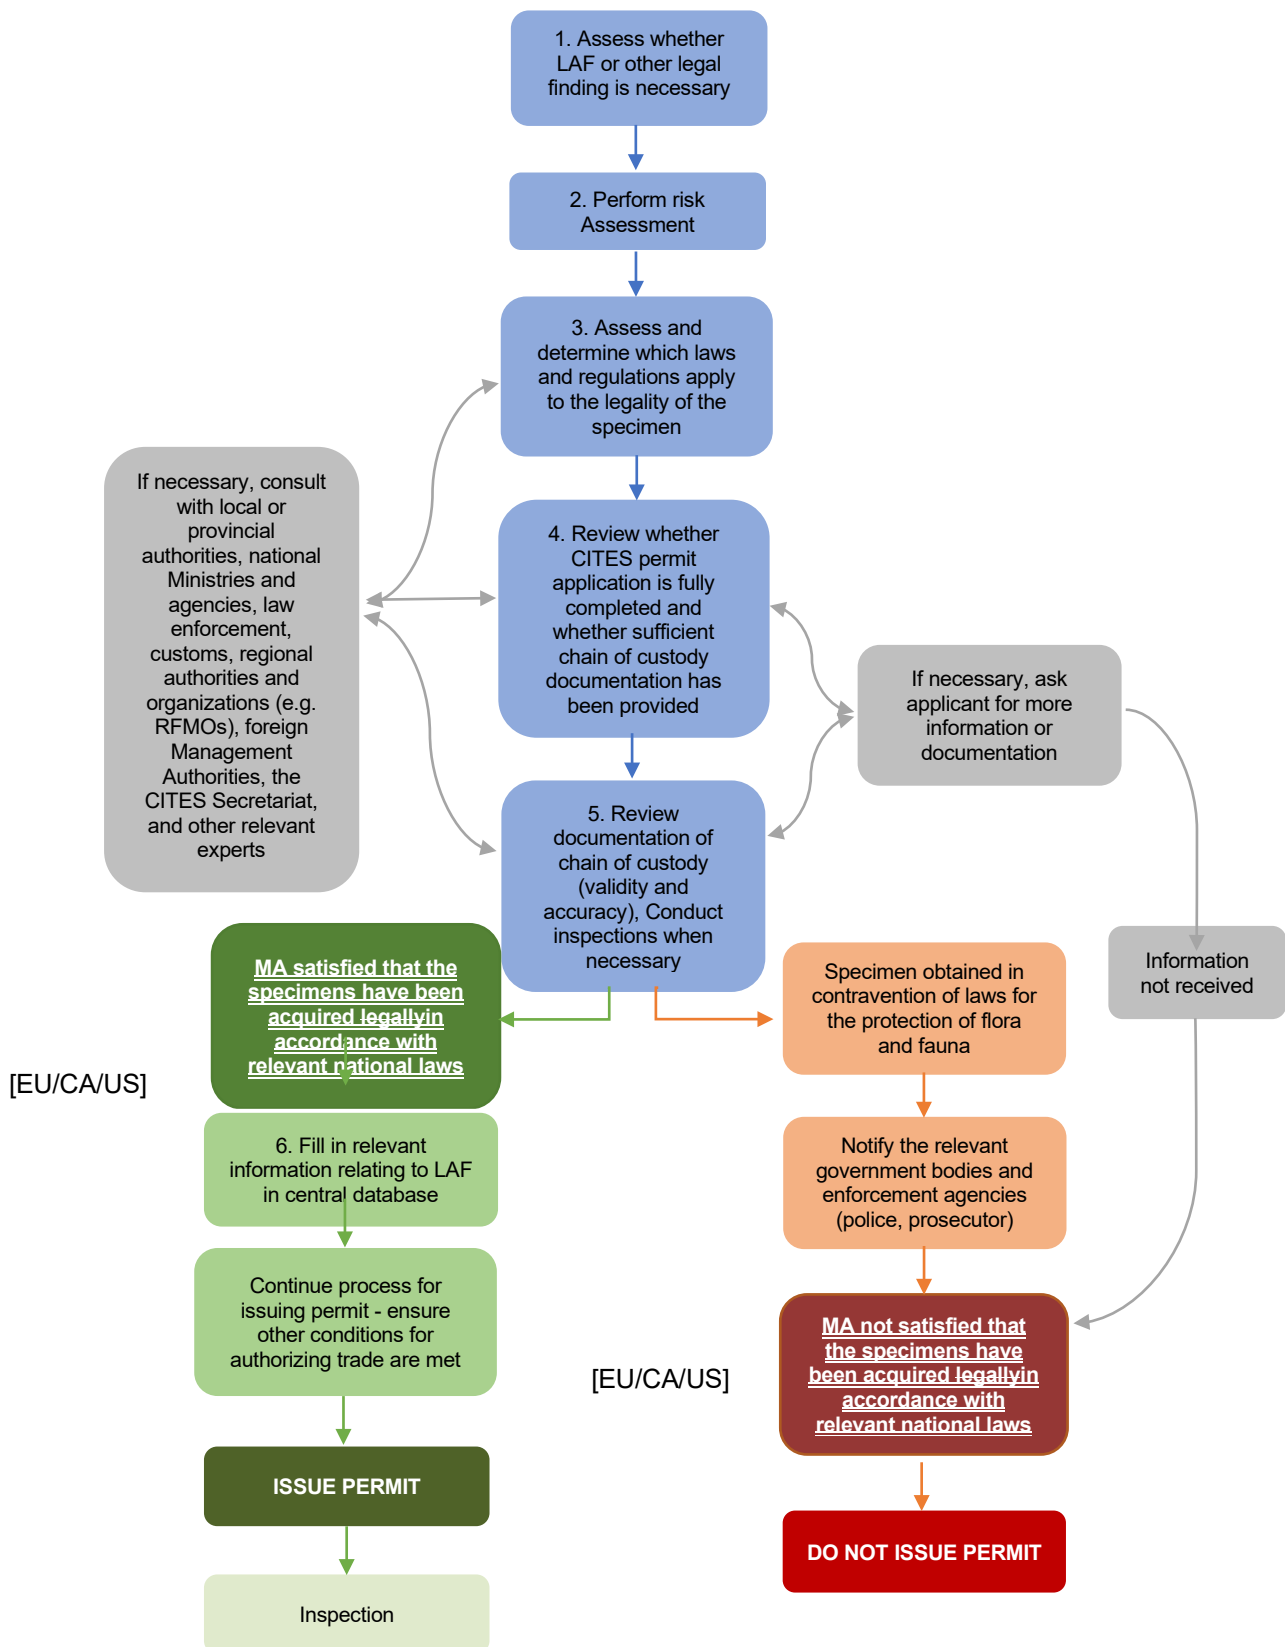 1. Assess whether
LAF or other legal
finding is necessary
2. Perform risk
Assessment
3. Assess and
determine which laws
and regulations apply
to the legality of the
specimen
If necessary, consult
with local or
provincial
authorities, national
Ministries and
agencies, law
enforcement,
customs, regional
authorities and
organizations (e.g.
RFMOs), foreign
Management
Authorities, the
CITES Secretariat,
and other relevant
experts
4. Review whether
CITES permit
application is fully
completed and
whether sufficient
chain of custody
documentation has
been provided
If necessary, ask
applicant for more
information or
documentation
5. Review
documentation of
chain of custody
(validity and
accuracy), Conduct
inspections when
necessary
MA satisfied that the
specimens have been
acquired legallyin
accordance with
relevant national laws
[EU/CA/US]
Specimen obtained in
contravention of laws for
the protection of flora
and fauna
Information
not received
6. Fill in relevant
information relating to LAF
in central database
Notify the relevant
government bodies and
enforcement agencies
(police, prosecutor)
Continue process for
issuing permit - ensure
other conditions for
authorizing trade are met
[EU/CA/US]
MA not satisfied that
the specimens have
been acquired legallyin
accordance with
relevant national laws
ISSUE PERMIT
DO NOT ISSUE PERMIT
Inspection